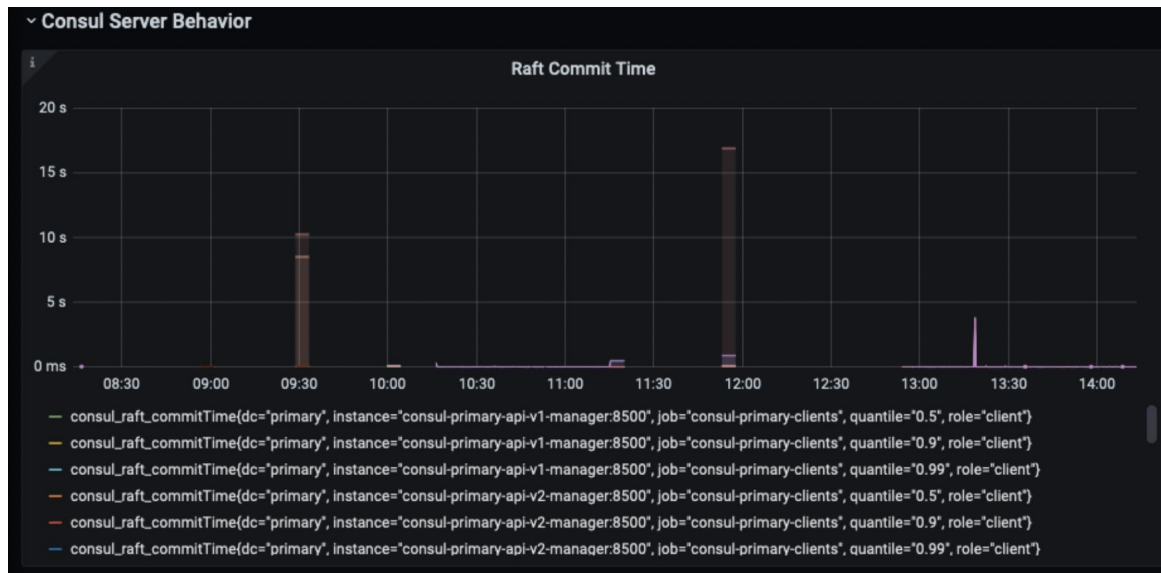 Consul Server Behavior
i
Raft Commit Time
20 s
15 s
10 s
5 s
0 ms
08:30 09:00 09:30 10:00 10:30 11:00 11:30 12:00 12:30 13:00 13:30 14:00
consul_raft_commitTime{dc="primary", instance="consul-primary-api-v1-manager:8500", job="consul-primary-clients", quantile="0.5", role="client"}
consul_raft_commitTime{dc="primary", instance="consul-primary-api-v1-manager:8500", job="consul-primary-clients", quantile="0.9", role="client"}
consul_raft_commitTime{dc="primary", instance="consul-primary-api-v1-manager:8500", job="consul-primary-clients", quantile="0.99", role="client"}
consul_raft_commitTime{dc="primary", instance="consul-primary-api-v2-manager:8500", job="consul-primary-clients", quantile="0.5", role="client"}
consul_raft_commitTime{dc="primary", instance="consul-primary-api-v2-manager:8500", job="consul-primary-clients", quantile="0.9", role="client"}
consul_raft_commitTime{dc="primary", instance="consul-primary-api-v2-manager:8500", job="consul-primary-clients", quantile="0.99", role="client"}